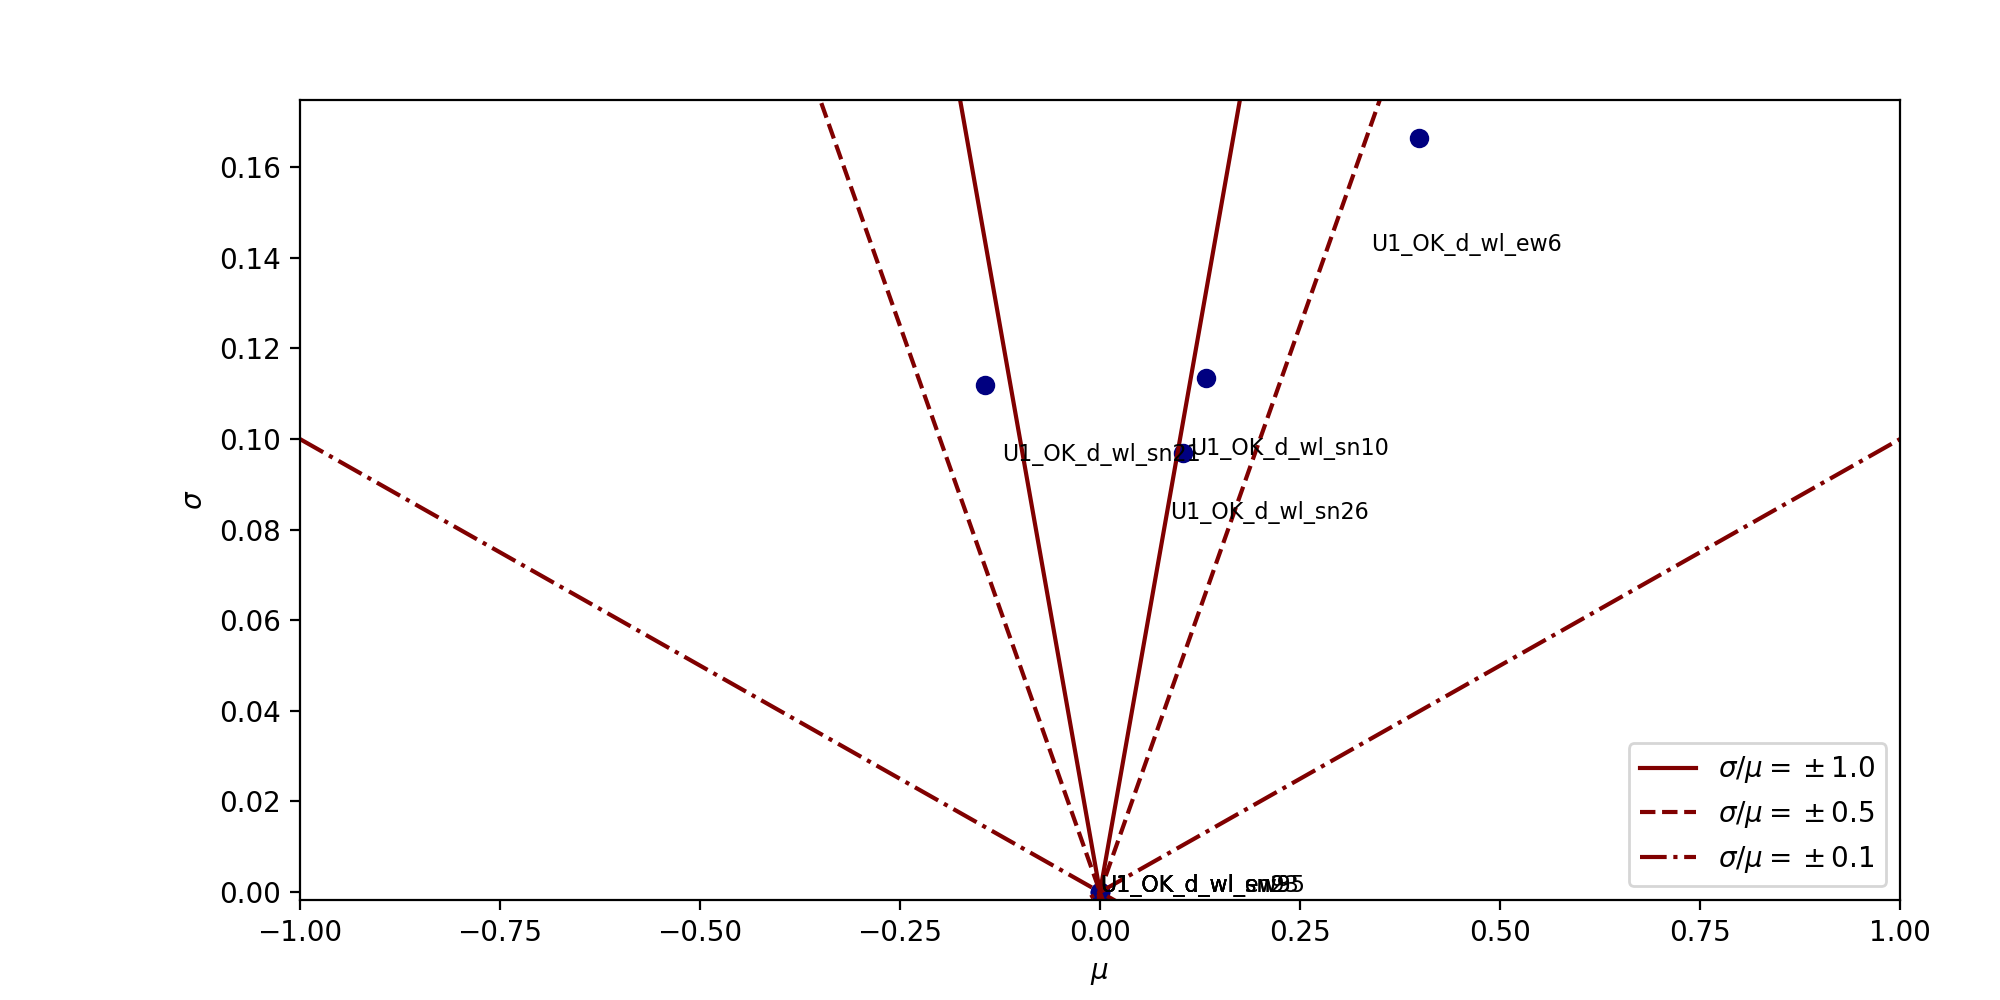 0.16
0.14
0.12
0.10
0.08
0.06
0.04
0.02
0.00
σ
U1_OK_d_wl_ew6
U1_OK_d_wl_sn21
U1_OK_d_wl_sn10
U1_OK_d_wl_sn26
U1_OK_d_wl
σ/μ = ±1.0
σ/μ = ±0.5
σ/μ = ±0.1
−1.00
−0.75
−0.50
−0.25
0.00
0.25
0.50
0.75
1.00
μ